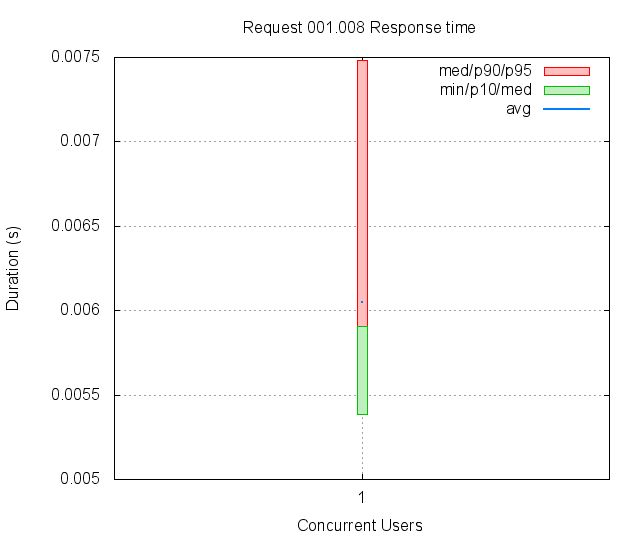 Request 001.008 Response time
0.0075
0.007
0.0065
0.006
0.0055
0.005
Duration (s)
med/p90/p95
min/p10/med
avg
1
Concurrent Users